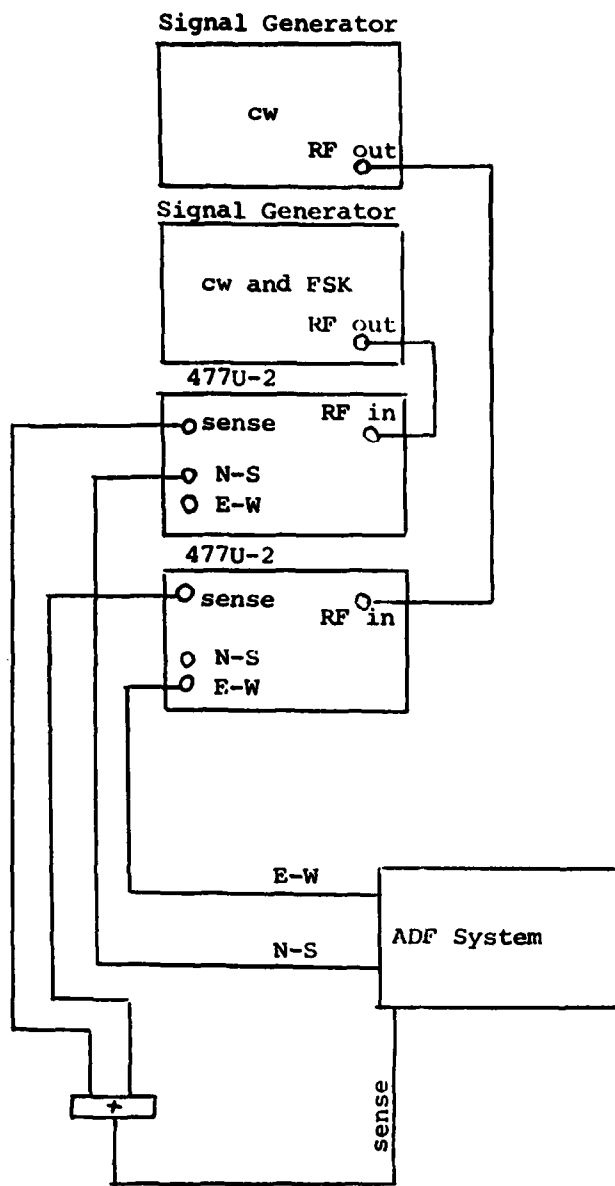 Signal Generator
cw
RF out
Signal Generator
cw and FSK
RF out
477U-2
sense
RF in
N-S
E-W
477U-2
sense
RF in
N-S
E-W
E-W
ADF System
N-S
sense
+